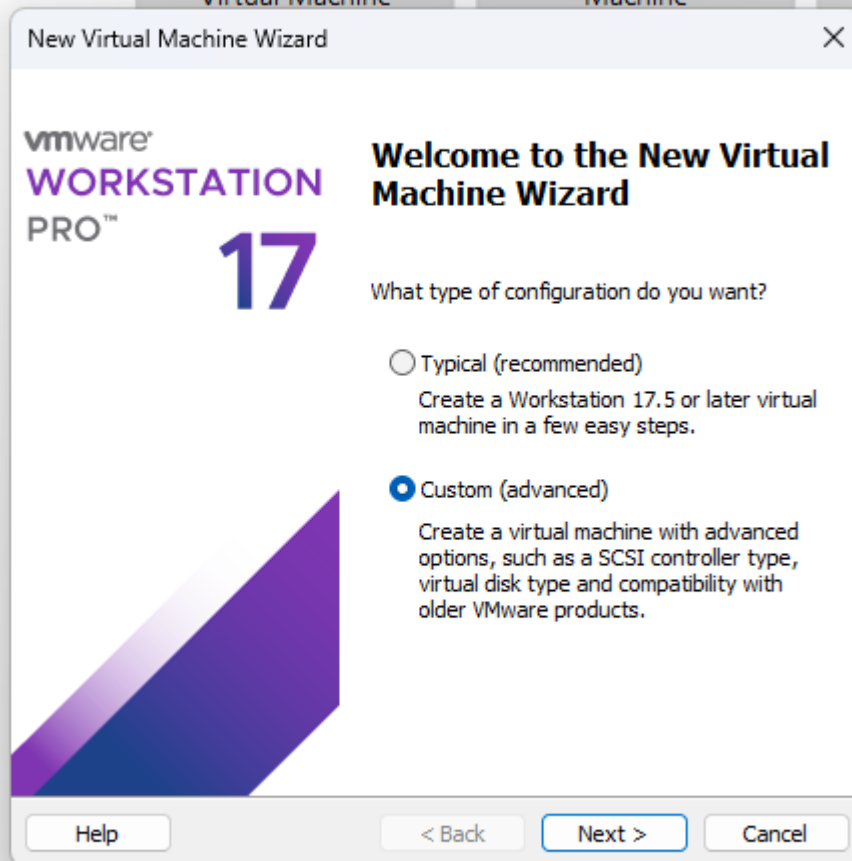 Virtual Machine
Machine
New Virtual Machine Wizard
vmware®
WORKSTATION
PRO™
17
Welcome to the New Virtual
Machine Wizard
What type of configuration do you want?
Typical (recommended)
Create a Workstation 17.5 or later virtual
machine in a few easy steps.
Custom (advanced)
Create a virtual machine with advanced
options, such as a SCSI controller type,
virtual disk type and compatibility with
older VMware products.
Help
< Back
Next >
Cancel